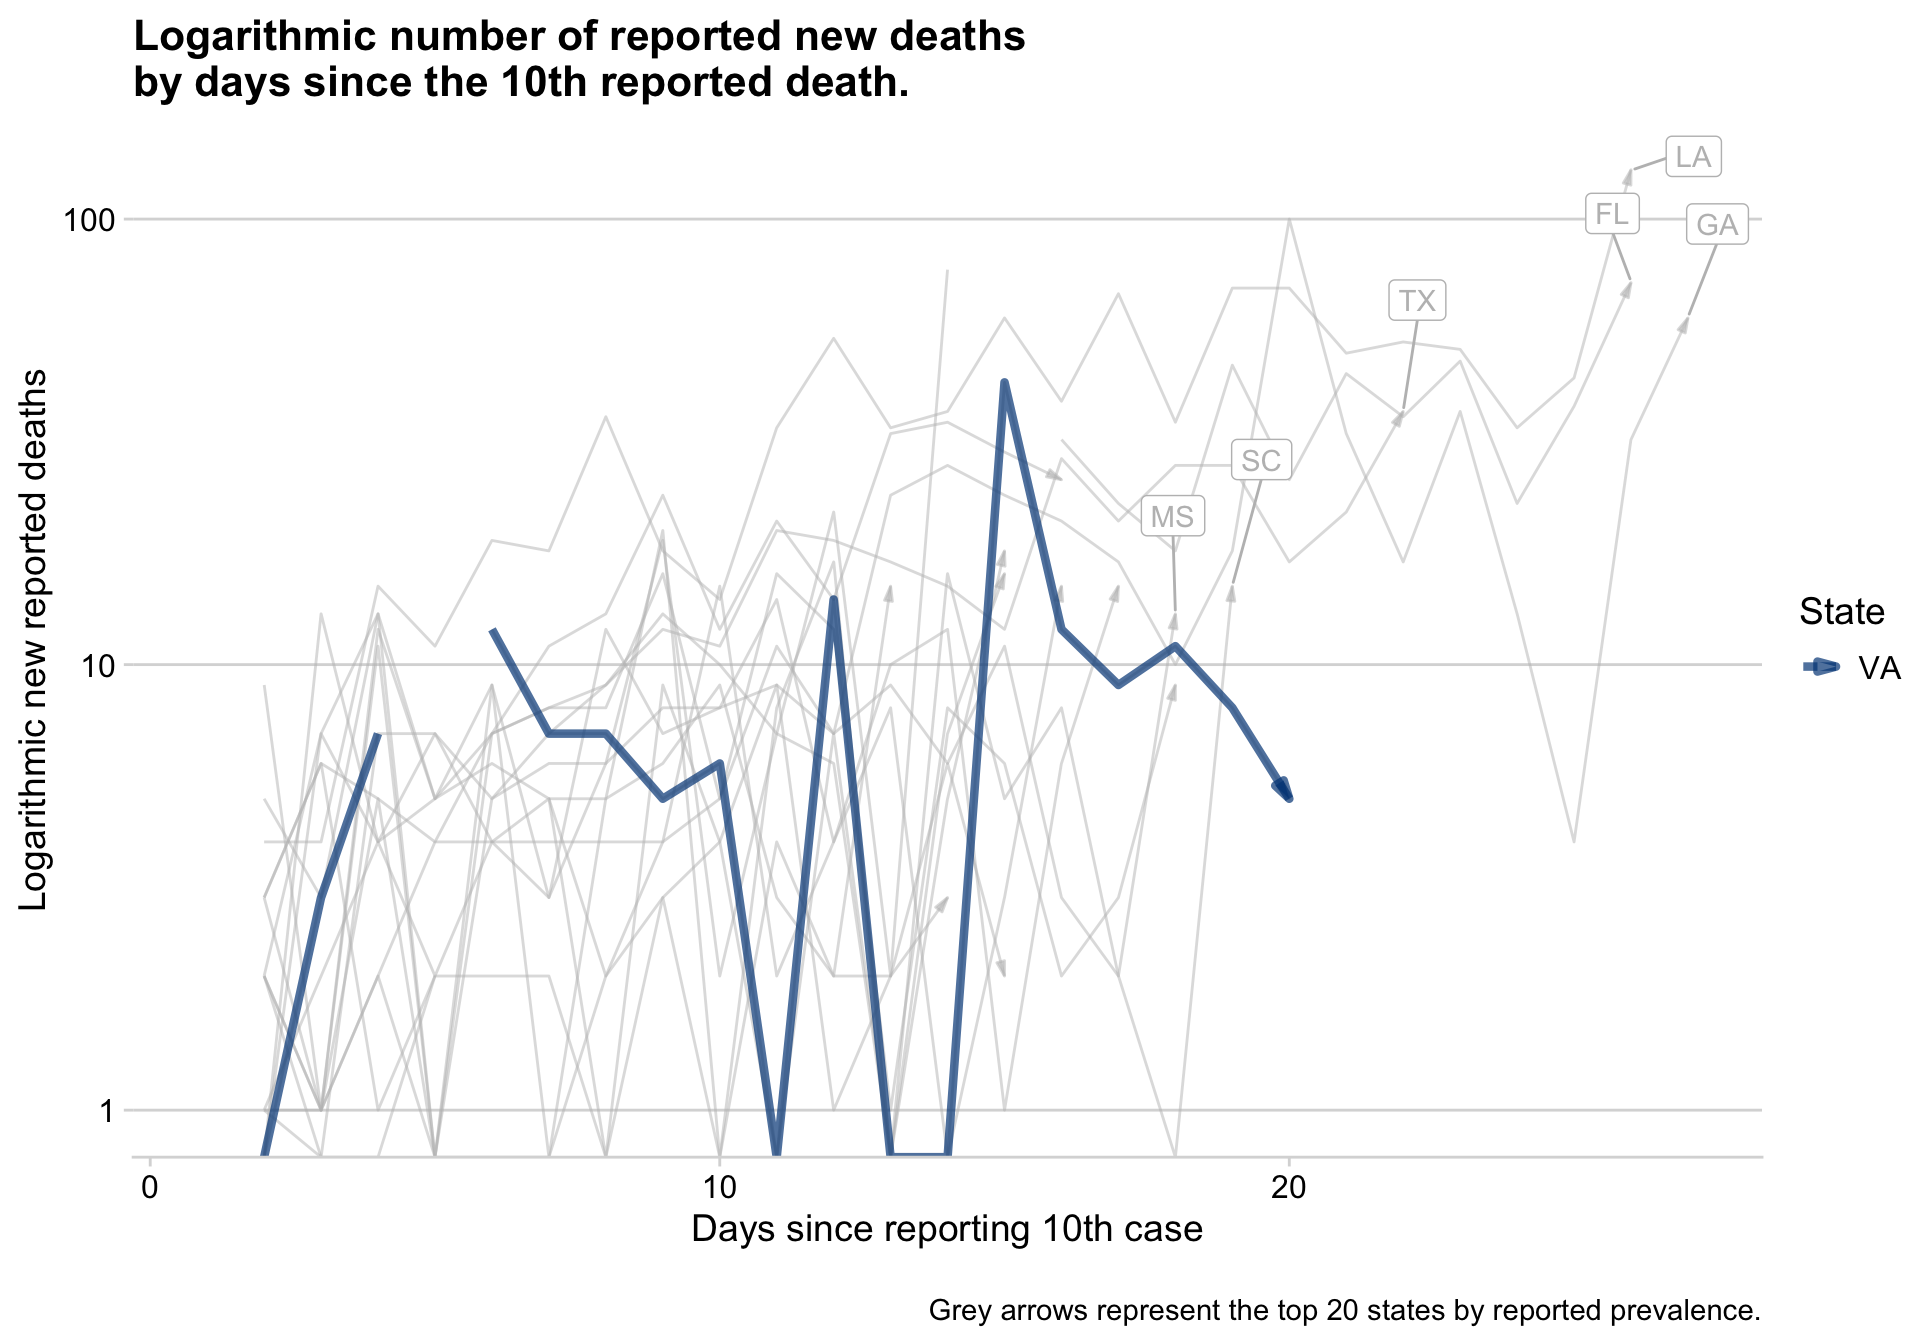 Logarithmic number of reported new deaths
by days since the 10th reported death.
LA
FL
GA
100
TX
SC
MS
Logarithmic new reported deaths
State
10
VA
1
0
10
20
Days since reporting 10th case
Grey arrows represent the top 20 states by reported prevalence.